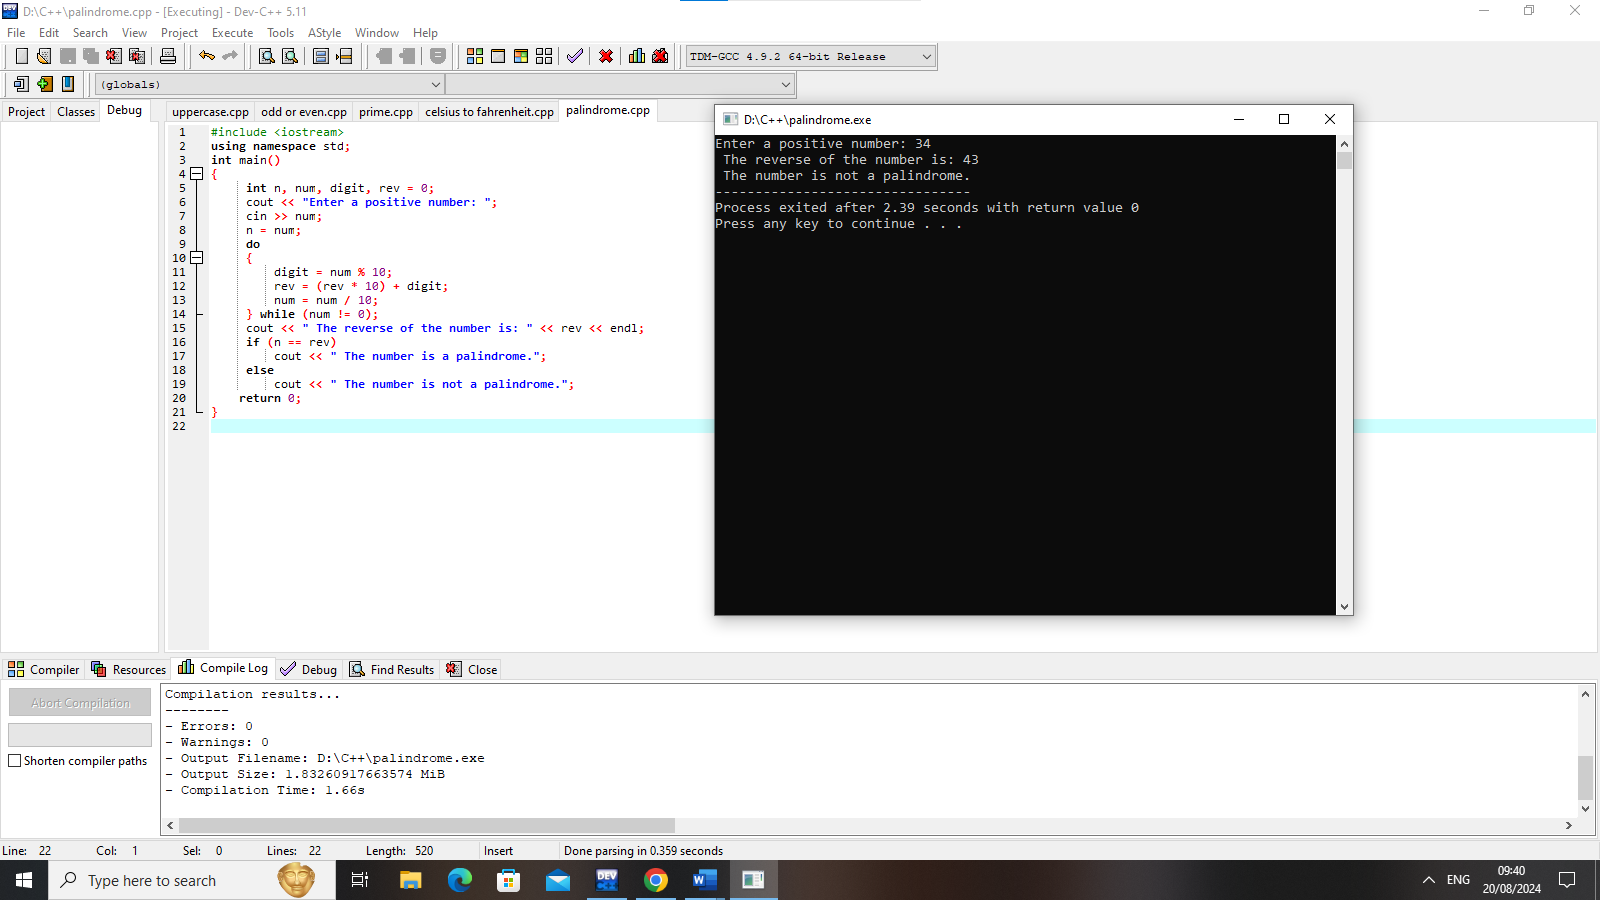 D:\C++\palindrome.cpp - [Executing] - Dev-C++ 5.11
File Edit Search View Project Execute Tools AStyle Window Help
TDM-GCC 4.9.2 64-bit Release
(globals)
Project Classes Debug
uppercase.cpp odd or even.cpp prime.cpp celsius to fahrenheit.cpp palindrome.cpp
1 #include <iostream>
2 using namespace std;
3 int main()
4 {
5 int n, num, digit, rev = 0;
6 cout << "Enter a positive number: ";
7 cin >> num;
8 n = num;
9 do
10 {
11 digit = num % 10;
12 rev = (rev * 10) + digit;
13 num = num / 10;
14 } while (num != 0);
15 cout << " The reverse of the number is: " << rev << endl;
16 if (n == rev)
17 cout << " The number is a palindrome.";
18 else
19 cout << " The number is not a palindrome.";
20 return 0;
21 }
22
D:\C++\palindrome.exe
Enter a positive number: 34
The reverse of the number is: 43
The number is not a palindrome.
--------------------------------
Process exited after 2.39 seconds with return value 0
Press any key to continue . . .
Compiler Resources Compile Log Debug Find Results Close
Abort Compilation
Shorten compiler paths
Compilation results...
--------
- Errors: 0
- Warnings: 0
- Output Filename: D:\C++\palindrome.exe
- Output Size: 1.83260917663574 MiB
- Compilation Time: 1.66s
Line: 22 Col: 1 Sel: 0 Lines: 22 Length: 520 Insert Done parsing in 0.359 seconds
Type here to search
DEV
C++
W
ENG
09:40
20/08/2024